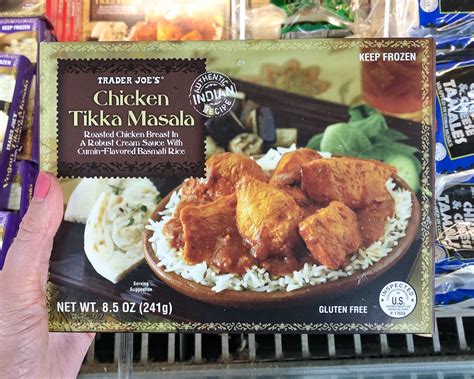 KEEP FROZEN
TRADER JOE'S®
Chicken
Tikka Masala
Roasted Chicken Breast In
A Robust Cream Sauce With
Cumin-Flavored Basmati Rice
AUTHENTIC
INDIAN
RECIPE
Serving
Suggestion
NET WT. 8.5 OZ (241g)
GLUTEN FREE
INSPECTED
U.S.